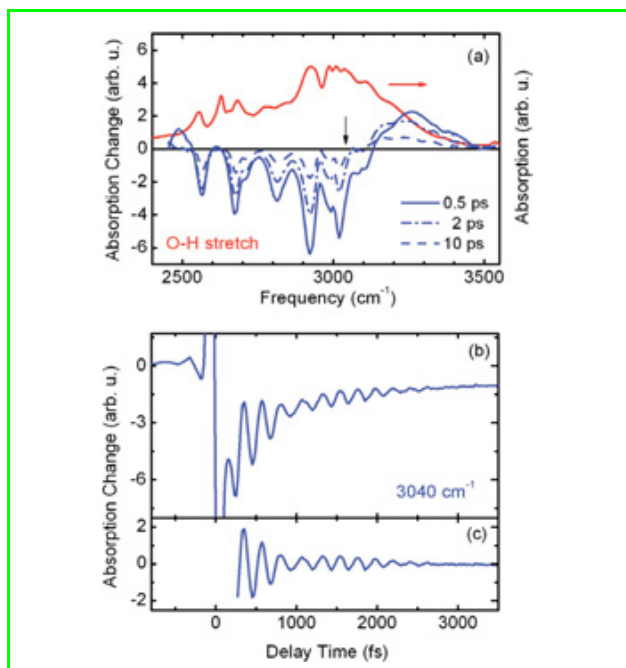 (a)
Absorption Change (arb. u.)
Absorption (arb. u.)
6
4
2
0
-2
-4
-6
O-H stretch
0.5 ps
2 ps
10 ps
2500 3000 3500
Frequency (cm⁻¹)
(b)
Absorption Change (arb. u.)
0
-3
-6
3040 cm⁻¹
(c)
2
0
-2
0 1000 2000 3000
Delay Time (fs)